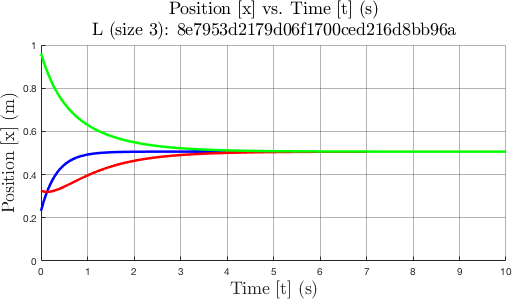 Position [x] vs. Time [t] (s)
L (size 3): 8e7953d2179d06f1700ced216d8bb96a
Position [x] (m)
1
0.8
0.6
0.4
0.2
0
0 1 2 3 4 5 6 7 8 9 10
Time [t] (s)